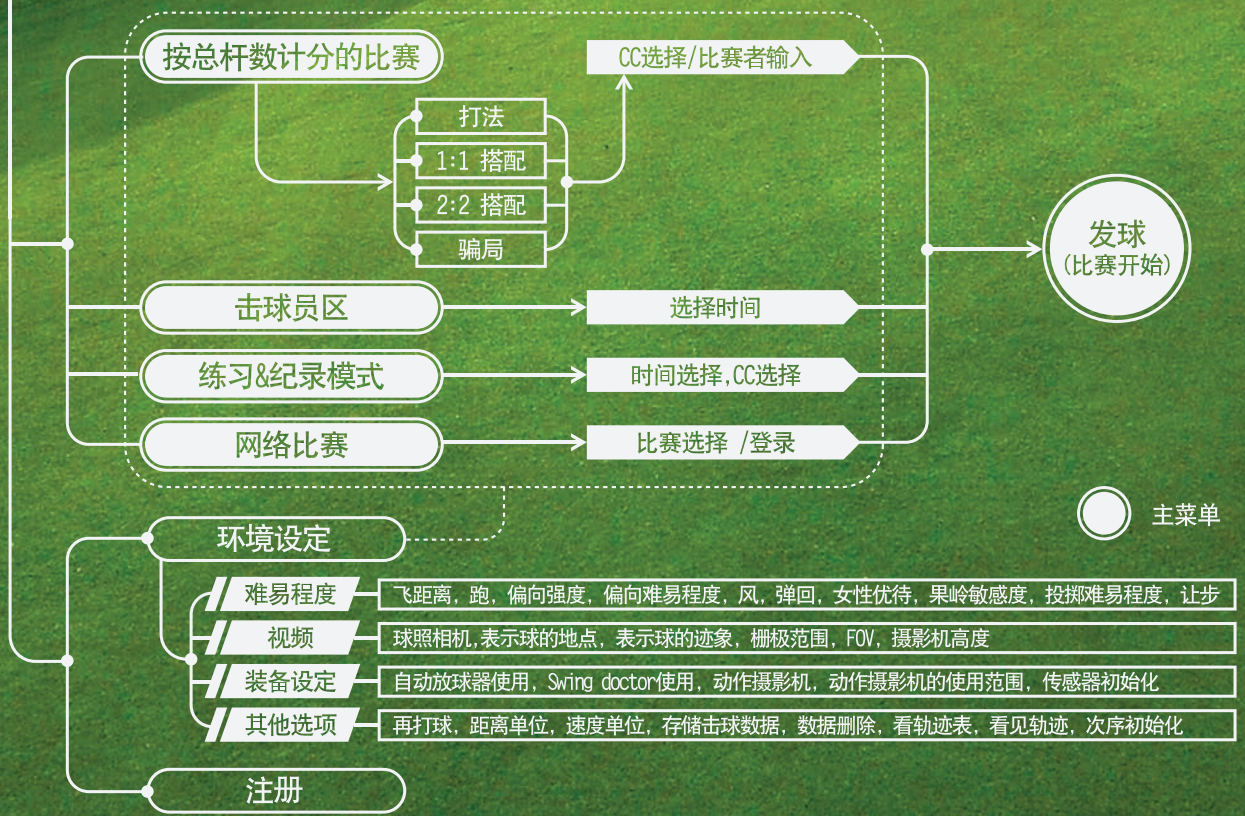 按总杆数计分的比赛
CC选择/比赛者输入
打法
1:1 搭配
2:2 搭配
骗局
发球
(比赛开始)
击球员区
选择时间
练习&纪录模式
时间选择,CC选择
网络比赛
比赛选择 /登录
主菜单
环境设定
难易程度
飞距离, 跑, 偏向强度, 偏向难易程度, 风, 弹回, 女性优待, 果岭敏感度, 投掷难易程度, 让步
视频
球照相机,表示球的地点, 表示球的迹象, 栅极范围, FOV, 摄影机高度
装备设定
自动放球器使用, Swing doctor使用, 动作摄影机, 动作摄影机的使用范围, 传感器初始化
其他选项
再打球, 距离单位, 速度单位, 存储击球数据, 数据删除, 看轨迹表, 看见轨迹, 次序初始化
注册